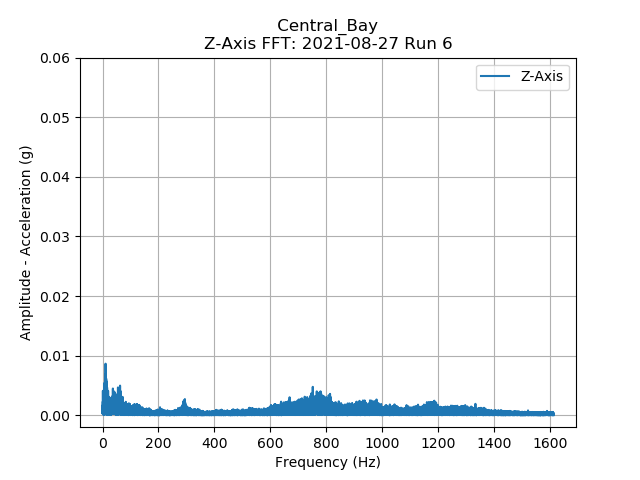 Central_Bay
Z-Axis FFT: 2021-08-27 Run 6
Z-Axis
0.06
0.05
0.04
0.03
0.02
0.01
0.00
Amplitude - Acceleration (g)
0 200 400 600 800 1000 1200 1400 1600
Frequency (Hz)